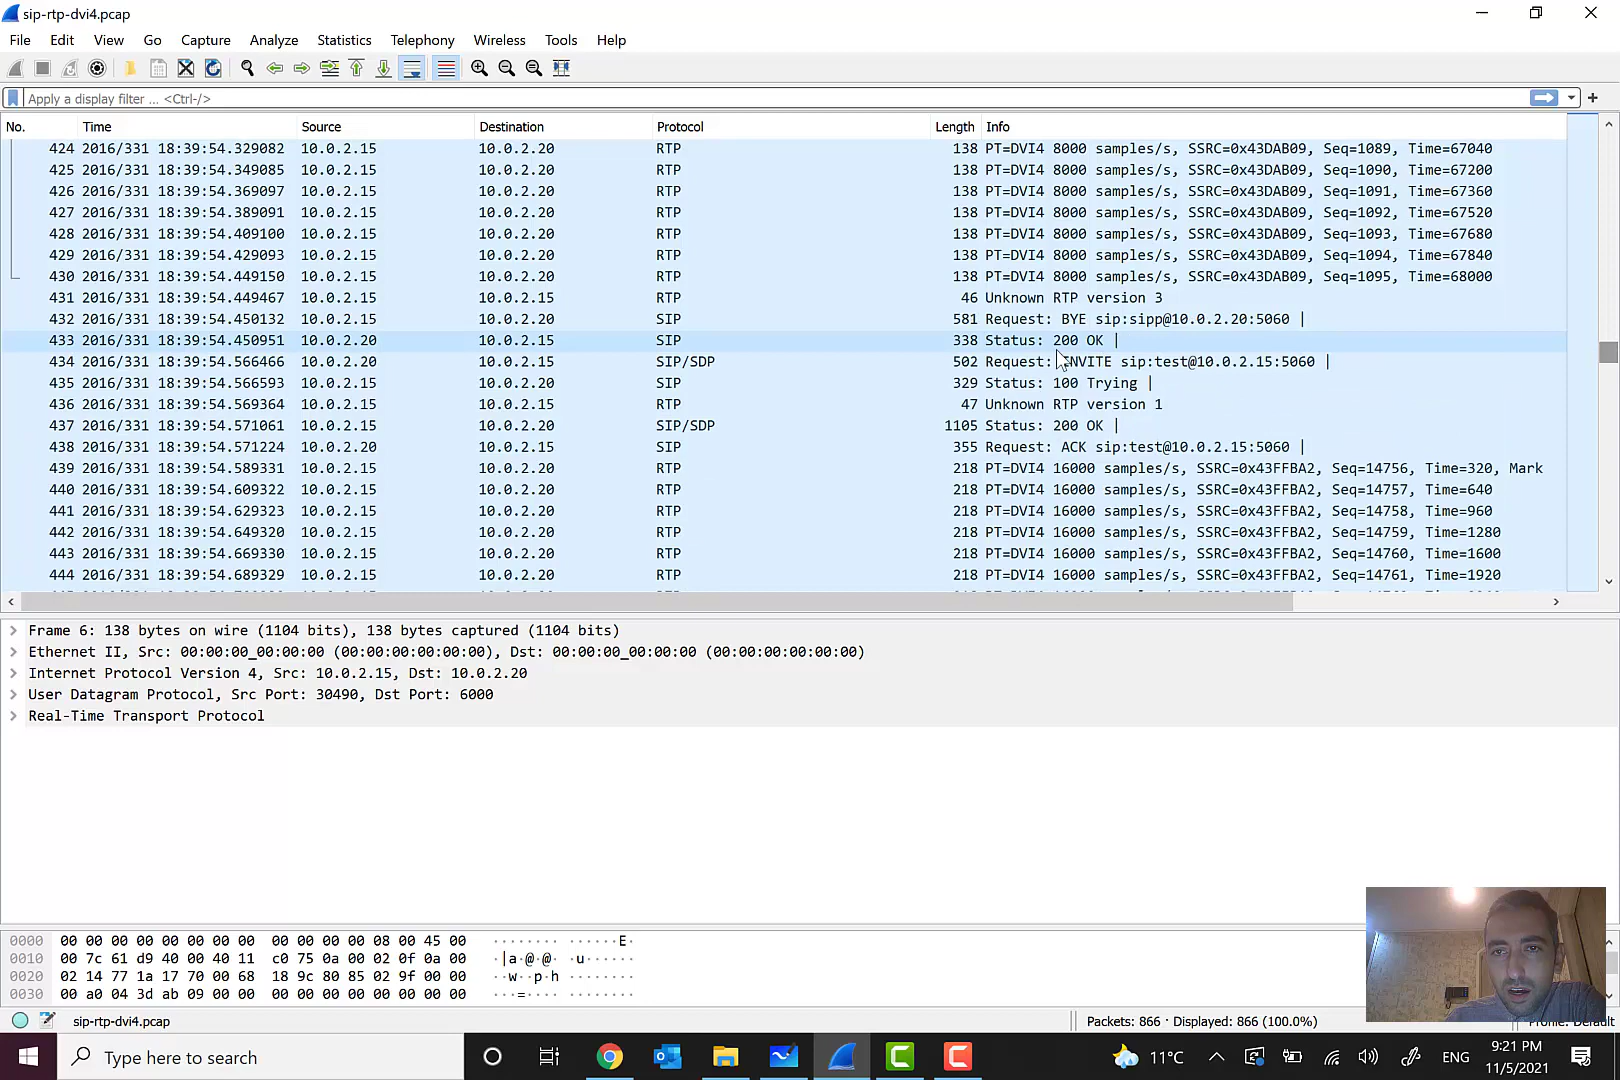 sip-rtp-dvi4.pcap
File Edit View Go Capture Analyze Statistics Telephony Wireless Tools Help
Apply a display filter ... <Ctrl-/>
No. Time Source Destination Protocol Length Info
424 2016/331 18:39:54.329082 10.0.2.15 10.0.2.20 RTP 138 PT=DVI4 8000 samples/s, SSRC=0x43DAB09, Seq=1089, Time=67040
425 2016/331 18:39:54.349085 10.0.2.15 10.0.2.20 RTP 138 PT=DVI4 8000 samples/s, SSRC=0x43DAB09, Seq=1090, Time=67200
426 2016/331 18:39:54.369097 10.0.2.15 10.0.2.20 RTP 138 PT=DVI4 8000 samples/s, SSRC=0x43DAB09, Seq=1091, Time=67360
427 2016/331 18:39:54.389091 10.0.2.15 10.0.2.20 RTP 138 PT=DVI4 8000 samples/s, SSRC=0x43DAB09, Seq=1092, Time=67520
428 2016/331 18:39:54.409100 10.0.2.15 10.0.2.20 RTP 138 PT=DVI4 8000 samples/s, SSRC=0x43DAB09, Seq=1093, Time=67680
429 2016/331 18:39:54.429093 10.0.2.15 10.0.2.20 RTP 138 PT=DVI4 8000 samples/s, SSRC=0x43DAB09, Seq=1094, Time=67840
430 2016/331 18:39:54.449150 10.0.2.15 10.0.2.20 RTP 138 PT=DVI4 8000 samples/s, SSRC=0x43DAB09, Seq=1095, Time=68000
431 2016/331 18:39:54.449467 10.0.2.15 10.0.2.20 RTP 46 Unknown RTP version 3
432 2016/331 18:39:54.450132 10.0.2.15 10.0.2.20 SIP 581 Request: BYE sip:sipp@10.0.2.20:5060 |
433 2016/331 18:39:54.450951 10.0.2.20 10.0.2.15 SIP 338 Status: 200 OK |
434 2016/331 18:39:54.566466 10.0.2.20 10.0.2.15 SIP/SDP 502 Request: INVITE sip:test@10.0.2.15:5060 |
435 2016/331 18:39:54.566593 10.0.2.15 10.0.2.20 SIP 329 Status: 100 Trying |
436 2016/331 18:39:54.569364 10.0.2.15 10.0.2.20 RTP 47 Unknown RTP version 1
437 2016/331 18:39:54.571061 10.0.2.15 10.0.2.20 SIP/SDP 1105 Status: 200 OK |
438 2016/331 18:39:54.571224 10.0.2.20 10.0.2.15 SIP 355 Request: ACK sip:test@10.0.2.15:5060 |
439 2016/331 18:39:54.589331 10.0.2.15 10.0.2.20 RTP 218 PT=DVI4 16000 samples/s, SSRC=0x43FFBA2, Seq=14756, Time=320, Mark
440 2016/331 18:39:54.609322 10.0.2.15 10.0.2.20 RTP 218 PT=DVI4 16000 samples/s, SSRC=0x43FFBA2, Seq=14757, Time=640
441 2016/331 18:39:54.629323 10.0.2.15 10.0.2.20 RTP 218 PT=DVI4 16000 samples/s, SSRC=0x43FFBA2, Seq=14758, Time=960
442 2016/331 18:39:54.649320 10.0.2.15 10.0.2.20 RTP 218 PT=DVI4 16000 samples/s, SSRC=0x43FFBA2, Seq=14759, Time=1280
443 2016/331 18:39:54.669330 10.0.2.15 10.0.2.20 RTP 218 PT=DVI4 16000 samples/s, SSRC=0x43FFBA2, Seq=14760, Time=1600
444 2016/331 18:39:54.689329 10.0.2.15 10.0.2.20 RTP 218 PT=DVI4 16000 samples/s, SSRC=0x43FFBA2, Seq=14761, Time=1920
Frame 6: 138 bytes on wire (1104 bits), 138 bytes captured (1104 bits)
Ethernet II, Src: 00:00:00_00:00:00 (00:00:00:00:00:00), Dst: 00:00:00_00:00:00 (00:00:00:00:00:00)
Internet Protocol Version 4, Src: 10.0.2.15, Dst: 10.0.2.20
User Datagram Protocol, Src Port: 30490, Dst Port: 6000
Real-Time Transport Protocol
0000 00 00 00 00 00 00 00 00 00 00 00 00 08 00 45 00 ········ ······E·
0010 00 7c 61 d9 40 00 40 11 c0 75 0a 00 02 0f 0a 00 ·|a·@·@· ·u······
0020 02 14 77 1a 17 70 00 68 18 9c 80 85 02 9f 00 00 ··w··p·h ········
0030 00 a0 04 3d ab 09 00 00 00 00 00 00 00 00 00 00 ···=···· ········
sip-rtp-dvi4.pcap Packets: 866 · Displayed: 866 (100.0%) Profile: Default
Type here to search 11°C ENG 9:21 PM
11/5/2021